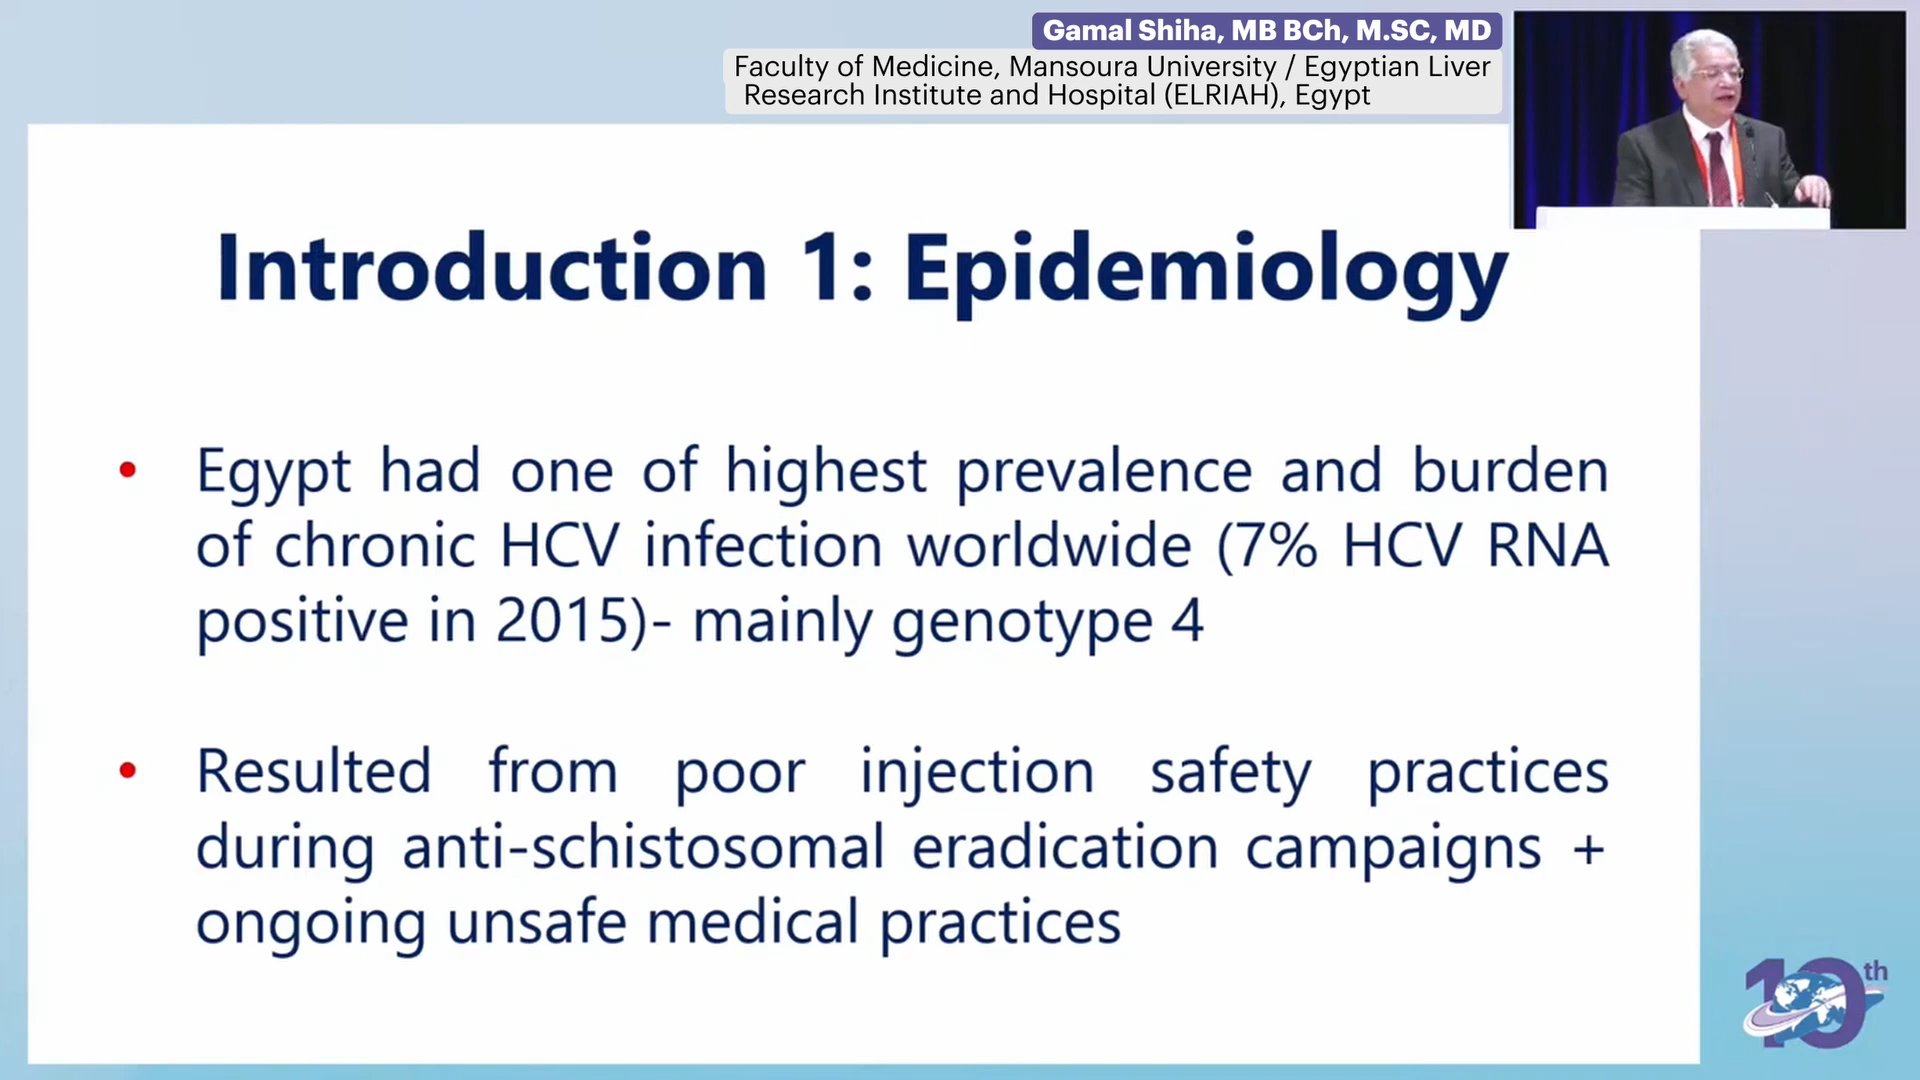 Gamal Shiha, MB BCh, M.SC, MD
Faculty of Medicine, Mansoura University / Egyptian Liver
Research Institute and Hospital (ELRIAH), Egypt
Introduction 1: Epidemiology
• Egypt had one of highest prevalence and burden
of chronic HCV infection worldwide (7% HCV RNA
positive in 2015)- mainly genotype 4
• Resulted from poor injection safety practices
during anti-schistosomal eradication campaigns +
ongoing unsafe medical practices
10th